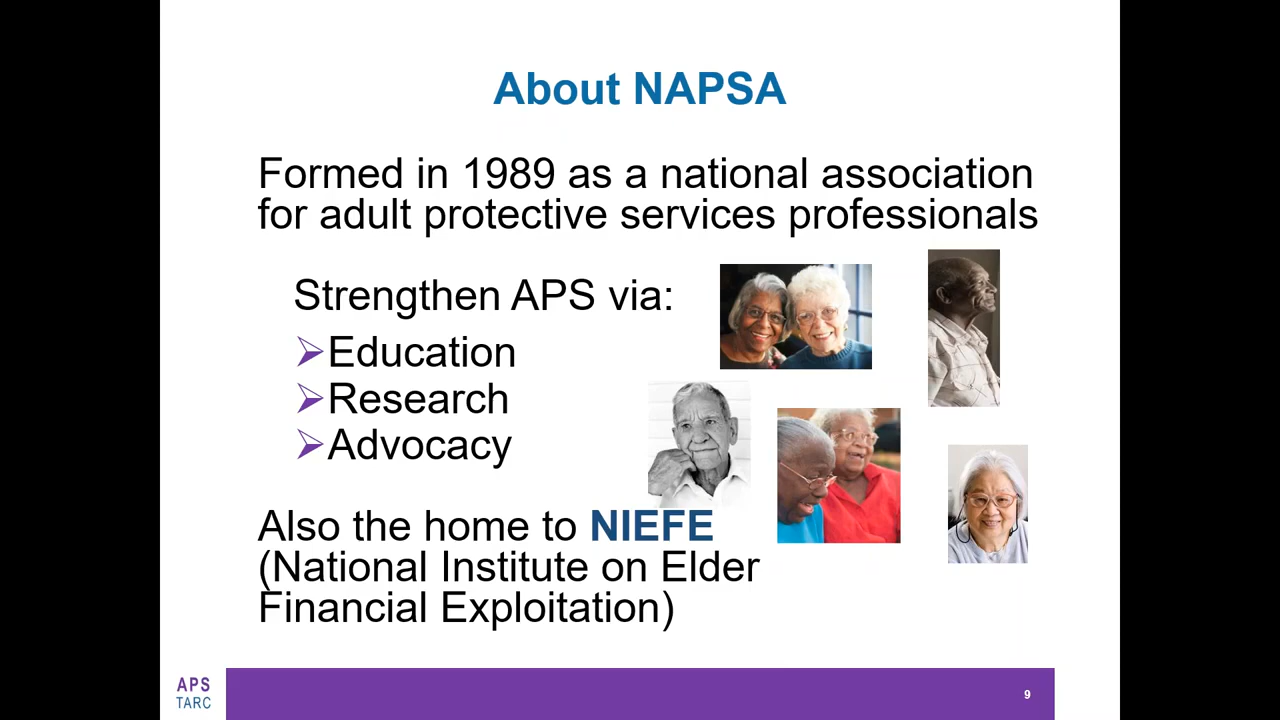 About NAPSA
Formed in 1989 as a national association
for adult protective services professionals
Strengthen APS via:
Education
Research
Advocacy
Also the home to NIEFE
(National Institute on Elder
Financial Exploitation)
APS
TARC
9